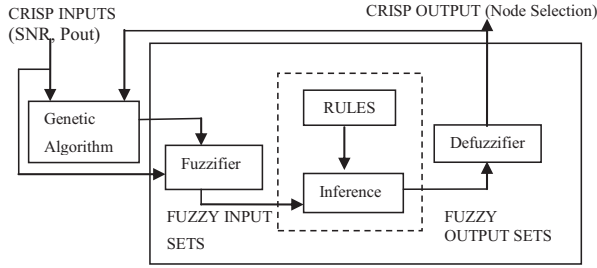 CRISP INPUTS
(SNR, Pout)
CRISP OUTPUT (Node Selection)
Genetic
Algorithm
RULES
Fuzzifier
Inference
Defuzzifier
FUZZY INPUT
SETS
FUZZY
OUTPUT SETS